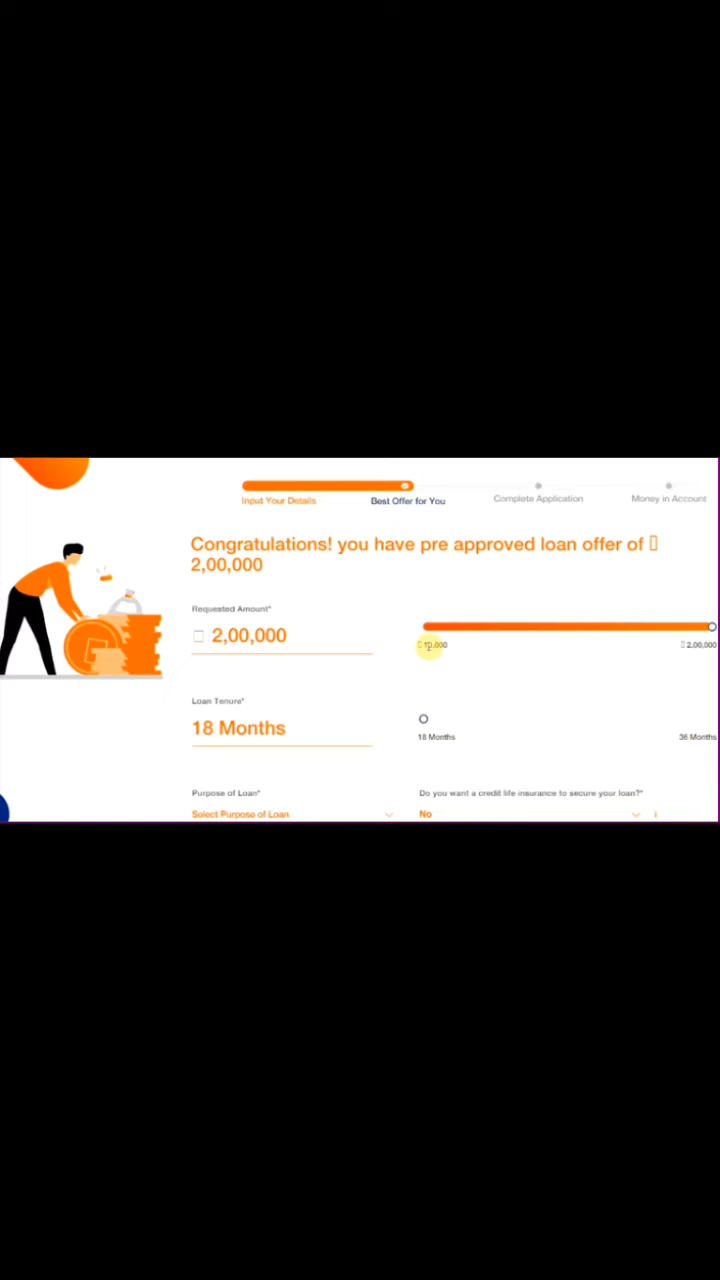 Input Your Details
Best Offer for You
Complete Application
Money in Account
Congratulations! you have pre approved loan offer of
2,00,000
Requested Amount*
2,00,000
2,00,000
Loan Tenure*
18 Months
18 Months
36 Months
Purpose of Loan*
Do you want a credit life insurance to secure your loan?*
Select Purpose of Loan
No
i